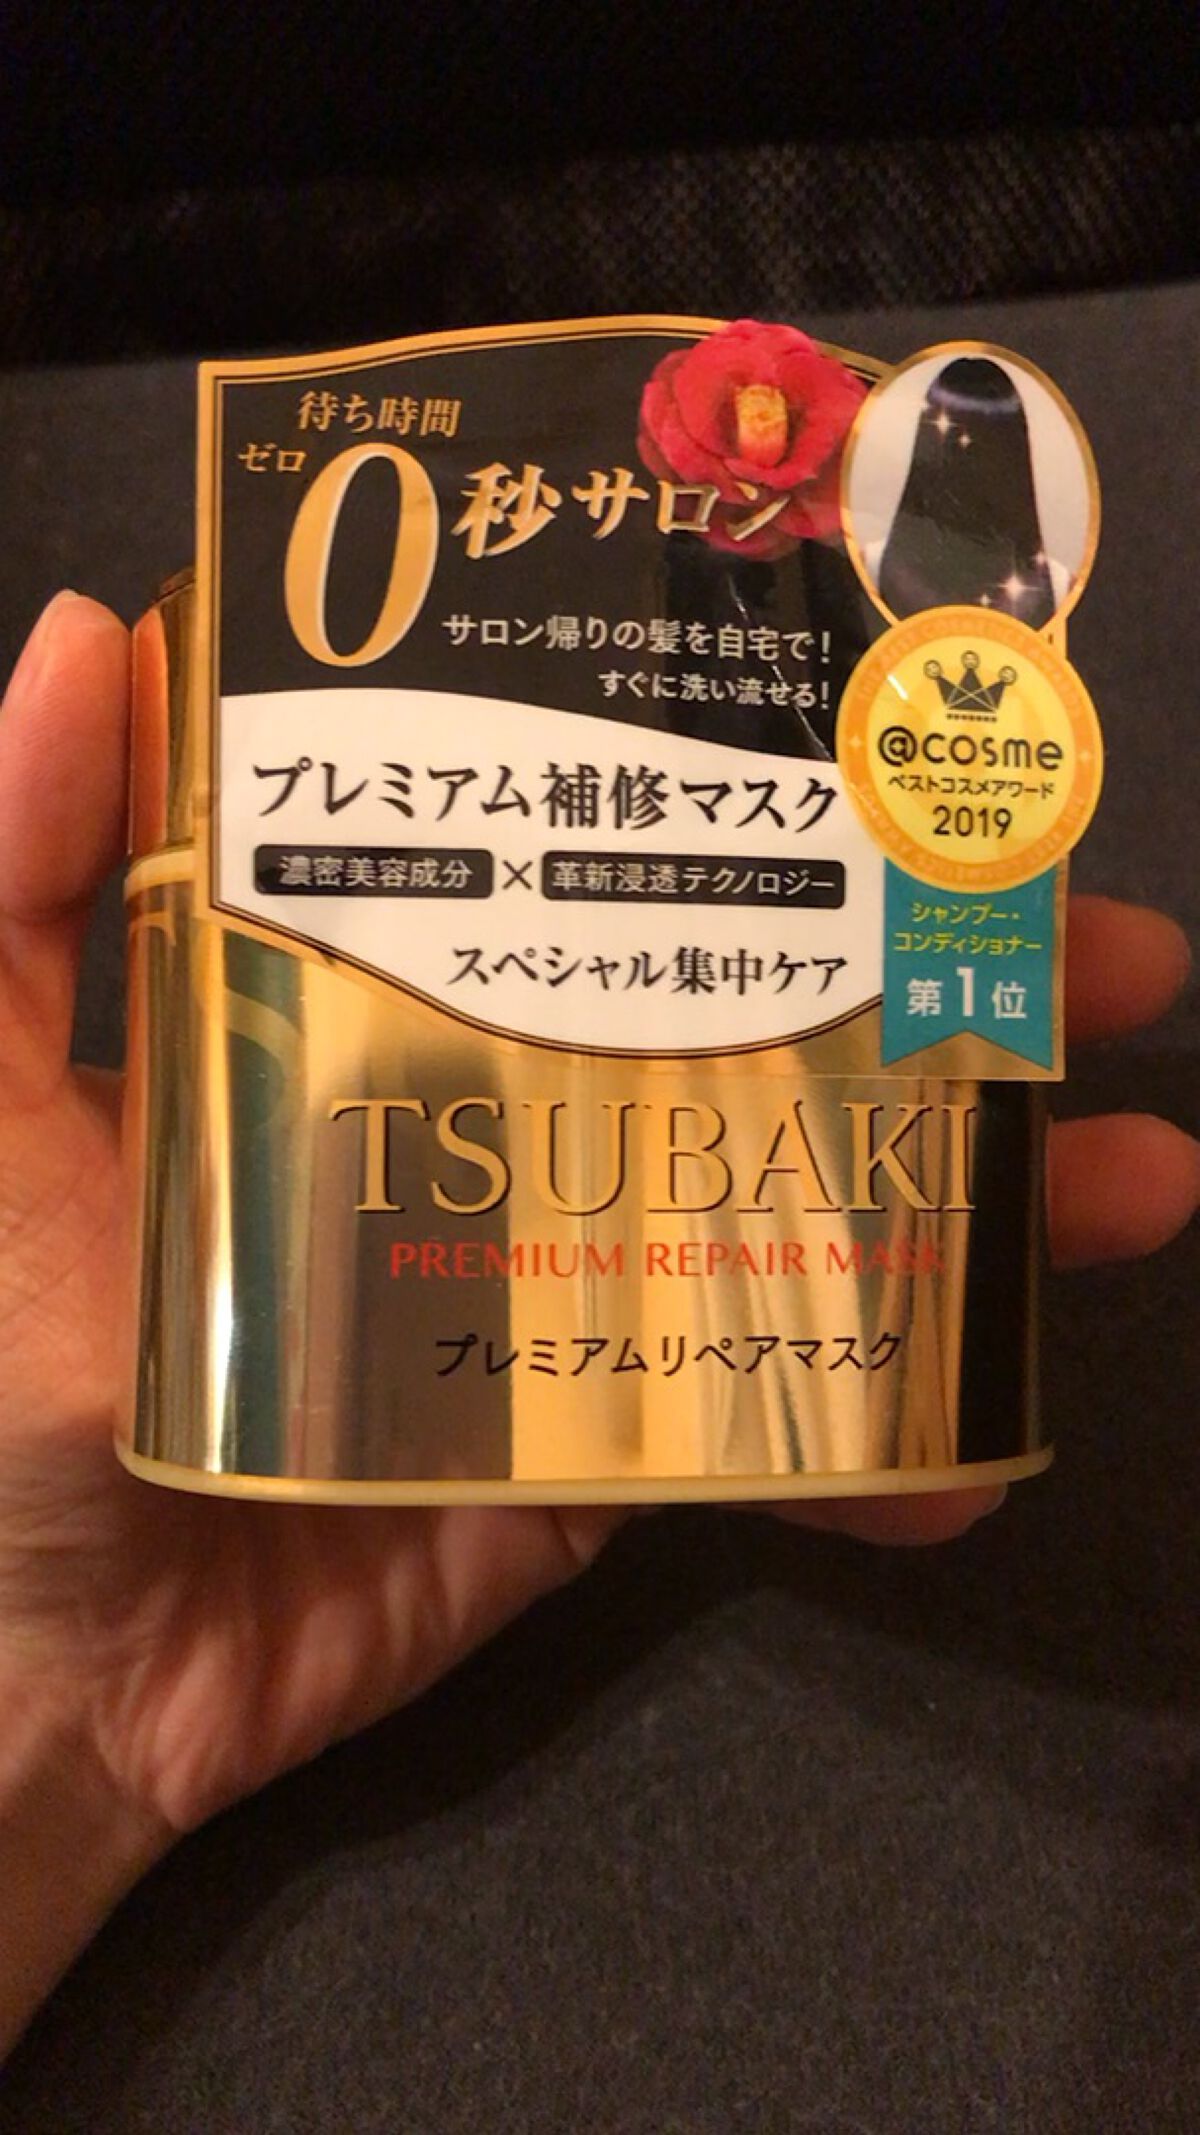 待ち時間
ゼロ
0秒サロン
サロン帰りの髪を自宅で!
すぐに洗い流せる!
プレミアム補修マスク
濃密美容成分×革新浸透テクノロジー
スペシャル集中ケア
@cosme
ベストコスメアワード
2019
シャンプー・
コンディショナー
第1位
TSUBAKI
PREMIUM REPAIR MASK
プレミアムリペアマスク